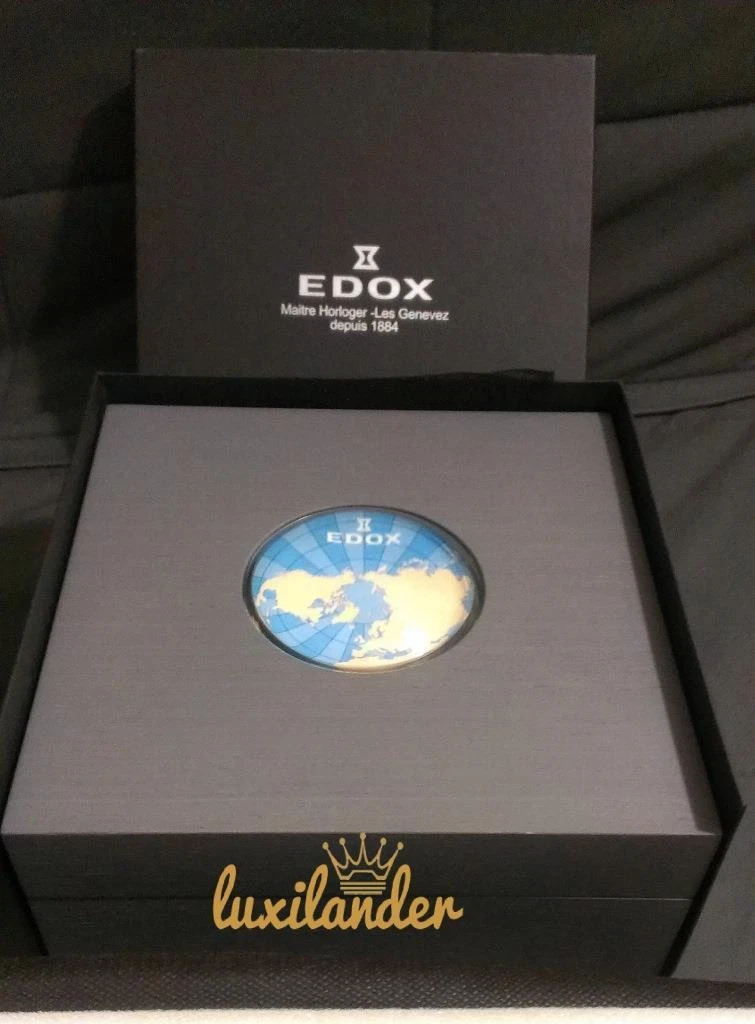 EDOX
Maitre Horloger -Les Genevez
depuis 1884
EDOX
luxilander